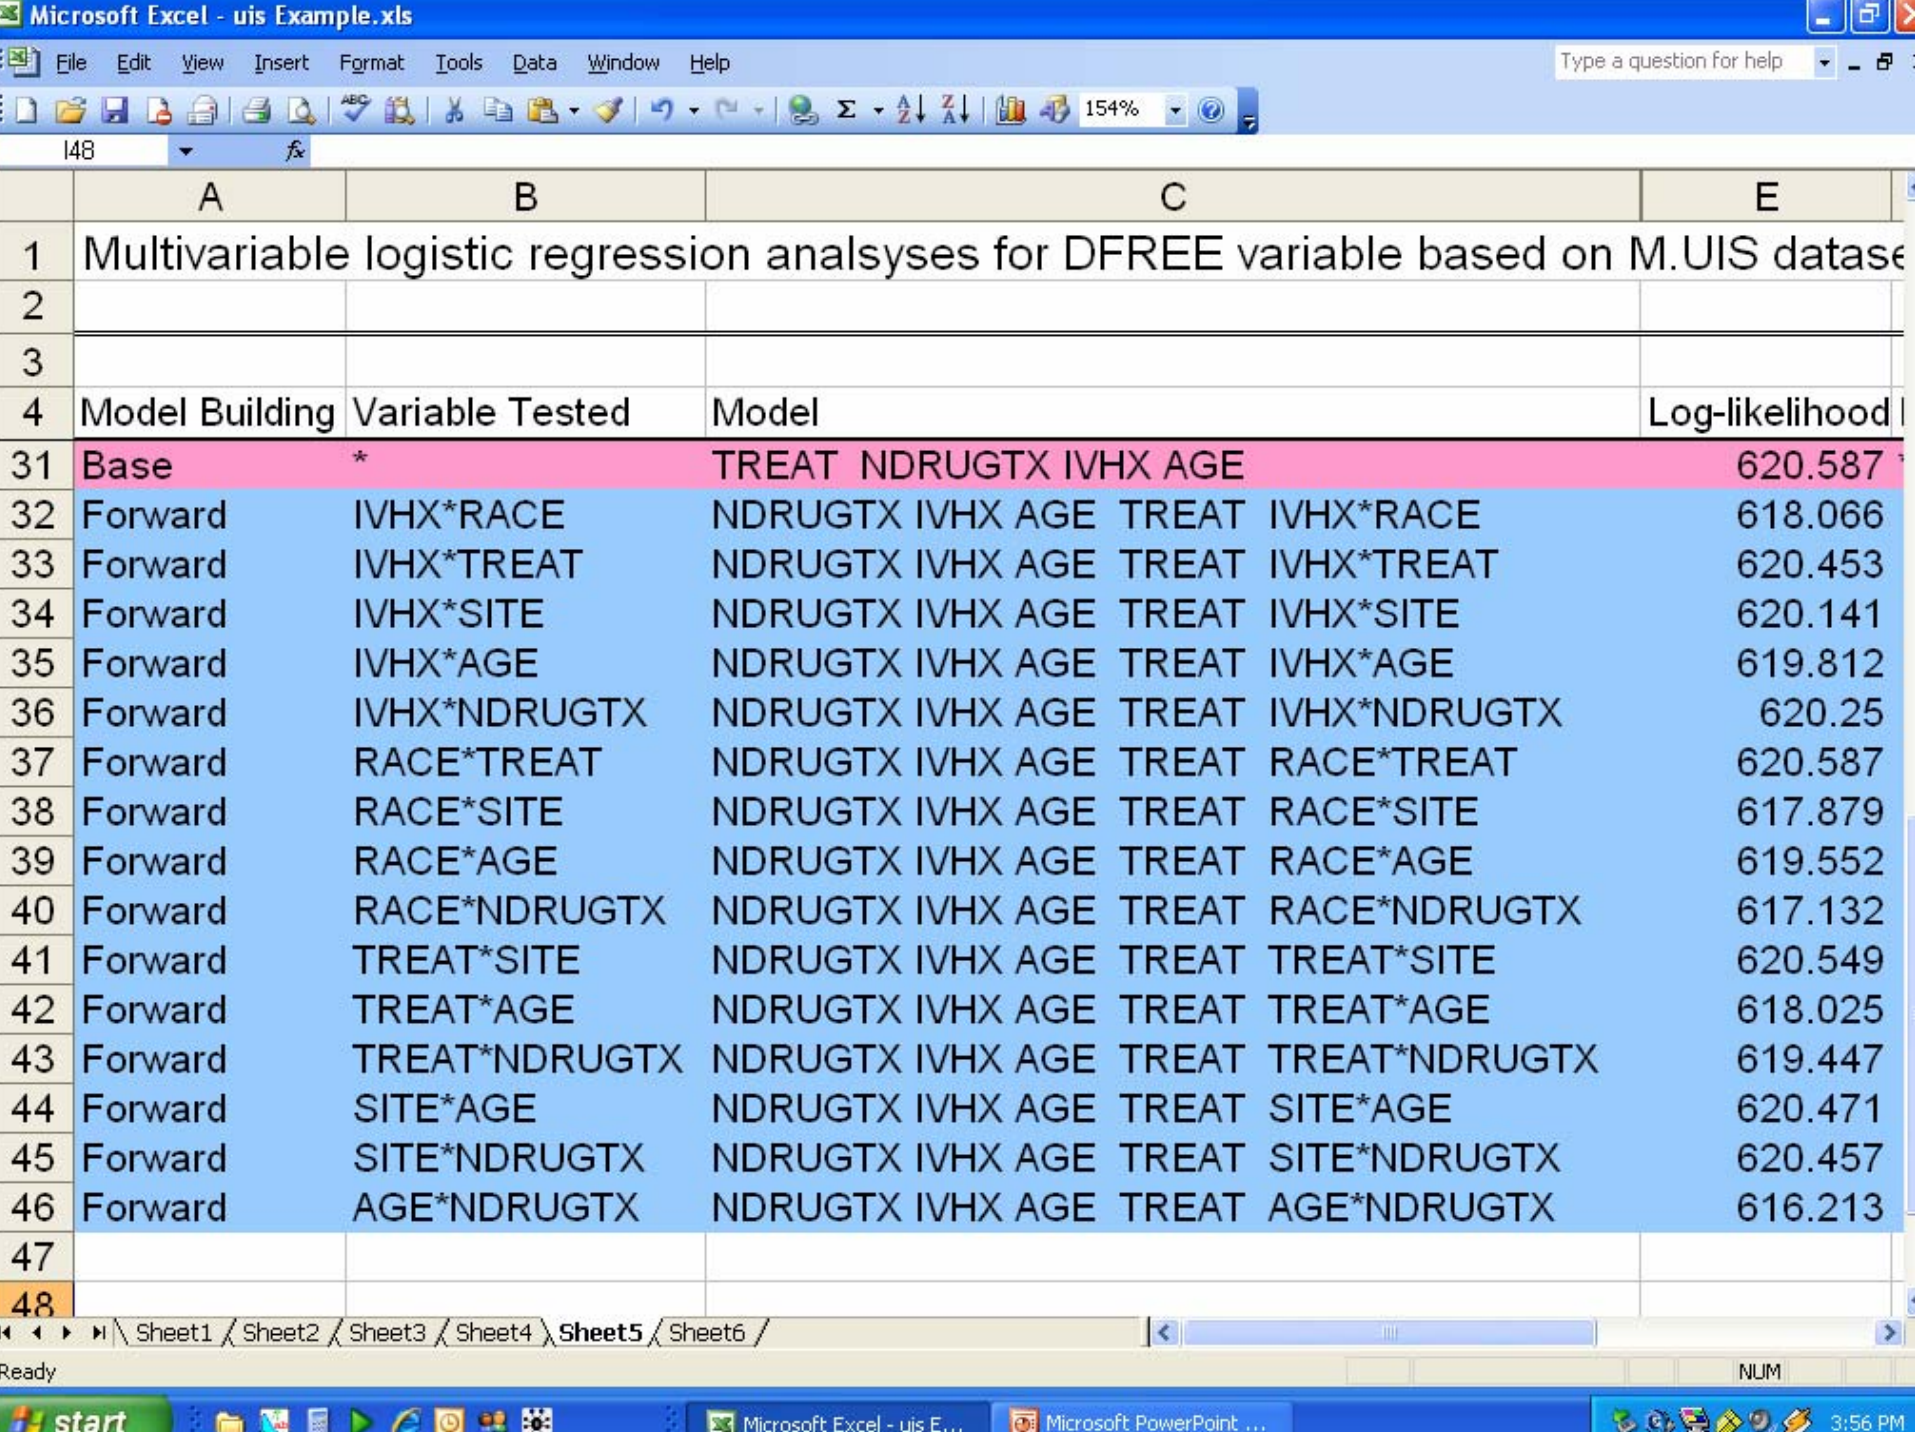 Microsoft Excel - uis Example.xls
File Edit View Insert Format Tools Data Window Help Type a question for help
ABC Σ A Z Z A 154%
I48 fx
A B C E
1 Multivariable logistic regression analsyses for DFREE variable based on M.UIS datase
2
3
4 Model Building Variable Tested Model Log-likelihood
31 Base * TREAT NDRUGTX IVHX AGE 620.587 *
32 Forward IVHX*RACE NDRUGTX IVHX AGE TREAT IVHX*RACE 618.066
33 Forward IVHX*TREAT NDRUGTX IVHX AGE TREAT IVHX*TREAT 620.453
34 Forward IVHX*SITE NDRUGTX IVHX AGE TREAT IVHX*SITE 620.141
35 Forward IVHX*AGE NDRUGTX IVHX AGE TREAT IVHX*AGE 619.812
36 Forward IVHX*NDRUGTX NDRUGTX IVHX AGE TREAT IVHX*NDRUGTX 620.25
37 Forward RACE*TREAT NDRUGTX IVHX AGE TREAT RACE*TREAT 620.587
38 Forward RACE*SITE NDRUGTX IVHX AGE TREAT RACE*SITE 617.879
39 Forward RACE*AGE NDRUGTX IVHX AGE TREAT RACE*AGE 619.552
40 Forward RACE*NDRUGTX NDRUGTX IVHX AGE TREAT RACE*NDRUGTX 617.132
41 Forward TREAT*SITE NDRUGTX IVHX AGE TREAT TREAT*SITE 620.549
42 Forward TREAT*AGE NDRUGTX IVHX AGE TREAT TREAT*AGE 618.025
43 Forward TREAT*NDRUGTX NDRUGTX IVHX AGE TREAT TREAT*NDRUGTX 619.447
44 Forward SITE*AGE NDRUGTX IVHX AGE TREAT SITE*AGE 620.471
45 Forward SITE*NDRUGTX NDRUGTX IVHX AGE TREAT SITE*NDRUGTX 620.457
46 Forward AGE*NDRUGTX NDRUGTX IVHX AGE TREAT AGE*NDRUGTX 616.213
47
48
Sheet1 Sheet2 Sheet3 Sheet4 Sheet5 Sheet6
Ready NUM
start Microsoft Excel - uis E... Microsoft PowerPoint ... 3:56 PM